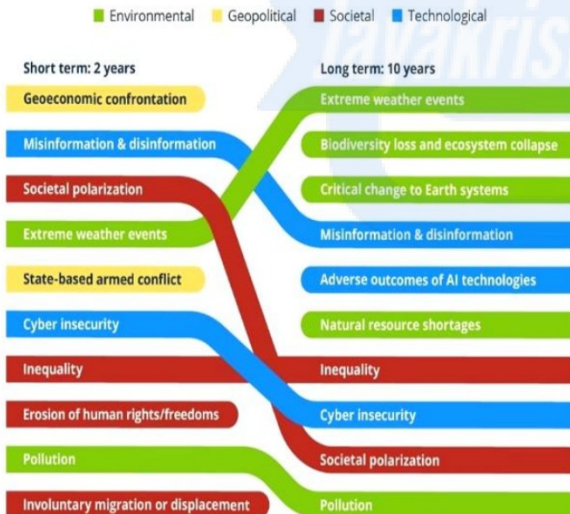 Environmental Geopolitical Societal Technological
Short term: 2 years
Geoeconomic confrontation
Misinformation & disinformation
Societal polarization
Extreme weather events
State-based armed conflict
Cyber insecurity
Inequality
Erosion of human rights/freedoms
Pollution
Involuntary migration or displacement
Long term: 10 years
Extreme weather events
Biodiversity loss and ecosystem collapse
Critical change to Earth systems
Misinformation & disinformation
Adverse outcomes of AI technologies
Natural resource shortages
Inequality
Cyber insecurity
Societal polarization
Pollution